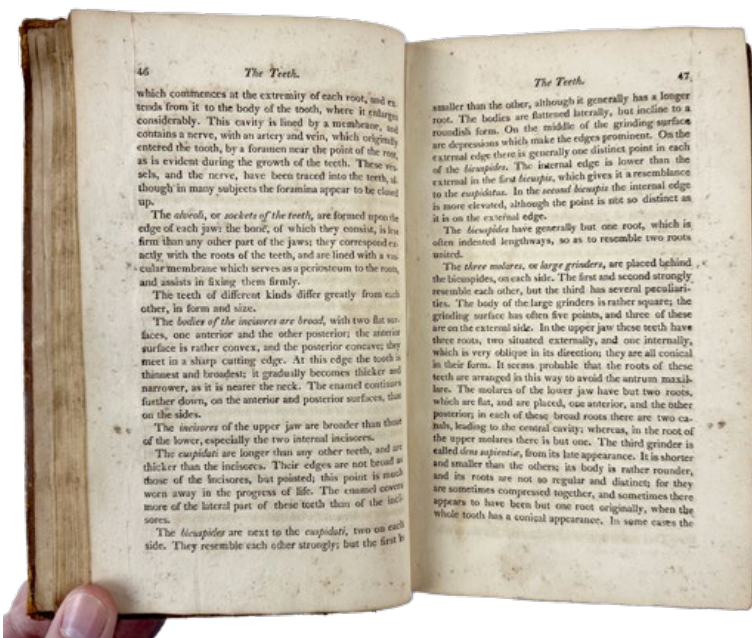 46
The Teeth.
which commences at the extremity of each root, and ex-
tends from it to the body of the tooth, where it enlarges
considerably. This cavity is lined by a membrane, and
contains a nerve, with an artery and vein, which originally
entered the tooth, by a foramen near the point of the root,
as is evident during the growth of the teeth. These ves-
sels, and the nerve, have been traced into the teeth, al-
though in many subjects the foramina appear to be closed
up.
The alveoli, or sockets of the teeth, are formed upon the
edge of each jaw: the bone, of which they consist, is less
firm than any other part of the jaws; they correspond ex-
actly with the roots of the teeth, and are lined with a vas-
cular membrane which serves as a periosteum to the roots,
and assists in fixing them firmly.
The teeth of different kinds differ greatly from each
other, in form and size.
The bodies of the incisores are broad, with two flat sur-
faces, one anterior and the other posterior; the anterior
surface is rather convex, and the posterior concave; they
meet in a sharp cutting edge. At this edge the tooth is
thinnest and broadest; it gradually becomes thicker and
narrower, as it is nearer the neck. The enamel continues
further down, on the anterior and posterior surfaces, than
on the sides.
The incisores of the upper jaw are broader than those
of the lower, especially the two internal incisores.
The cuspidati are longer than any other teeth, and are
thicker than the incisores. Their edges are not broad as
those of the incisores, but pointed; this point is much
worn away in the progress of life. The enamel covers
more of the lateral part of these teeth than of the inci-
sores.
The bicuspides are next to the cuspidati, two on each
side. They resemble each other strongly; but the first is
The Teeth.
47
smaller than the other, although it generally has a longer
root. The bodies are flattened laterally, but incline to a
roundish form. On the middle of the grinding surface
are depressions which make the edges prominent. On the
external edge there is generally one distinct point in each
of the bicuspides. The internal edge is lower than the
external in the first bicuspis, which gives it a resemblance
to the cuspidatus. In the second bicuspis the internal edge
is more elevated, although the point is not so distinct as
it is on the external edge.
The bicuspides have generally but one root, which is
often indented lengthways, so as to resemble two roots
united.
The three molares, or large grinders, are placed behind
the bicuspides, on each side. The first and second strongly
resemble each other, but the third has several peculiari-
ties. The body of the large grinders is rather square; the
grinding surface has often five points, and three of these
are on the external side. In the upper jaw these teeth have
three roots, two situated externally, and one internally,
which is very oblique in its direction; they are all conical
in their form. It seems probable that the roots of these
teeth are arranged in this way to avoid the antrum maxil-
lare. The molares of the lower jaw have but two roots,
which are flat, and are placed, one anterior, and the other
posterior; in each of these broad roots there are two ca-
nals, leading to the central cavity; whereas, in the root of
the upper molares there is but one. The third grinder is
called dens sapientiæ, from its late appearance. It is shorter
and smaller than the others; its body is rather rounder,
and its roots are not so regular and distinct; for they
are sometimes compressed together, and sometimes there
appears to have been but one root originally, when the
whole tooth has a conical appearance. In some cases the